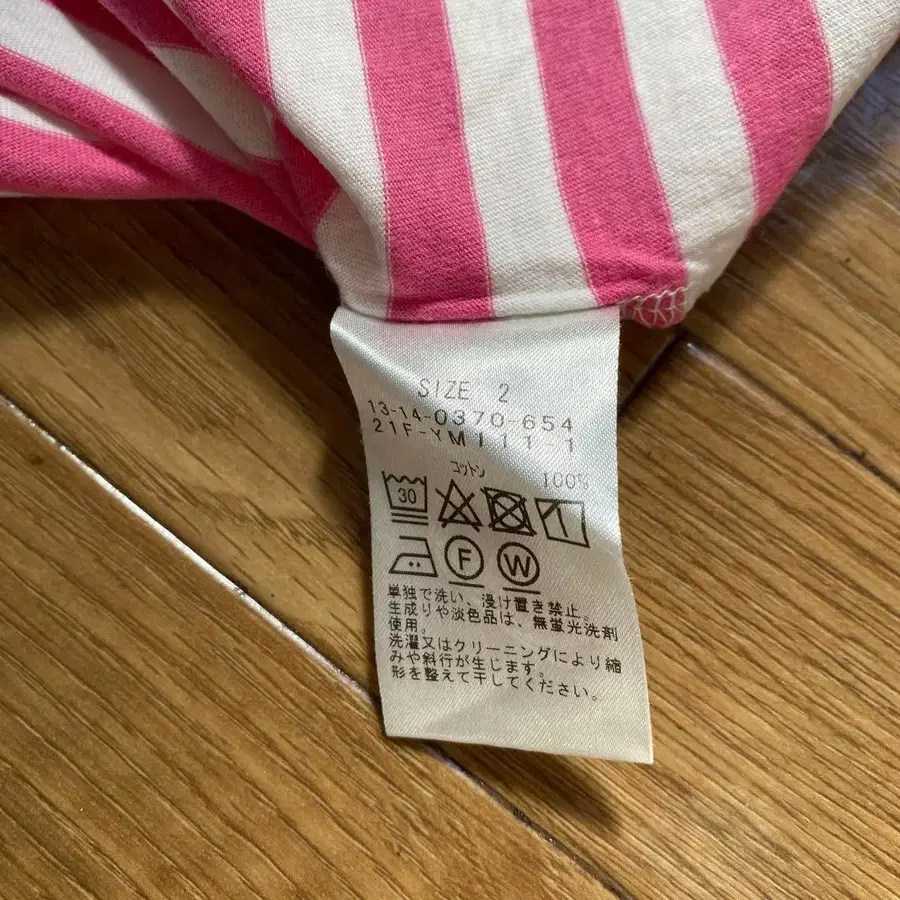 SIZE 2
13-14-0370-654
21F-YM111-1
コットン 100%
30
F W
単独で洗い、浸け置き禁止。
生成りや淡色品は、無蛍光洗剤
使用。
洗濯又はクリーニングにより縮
みや斜行が生じます。
形を整えて干してください。